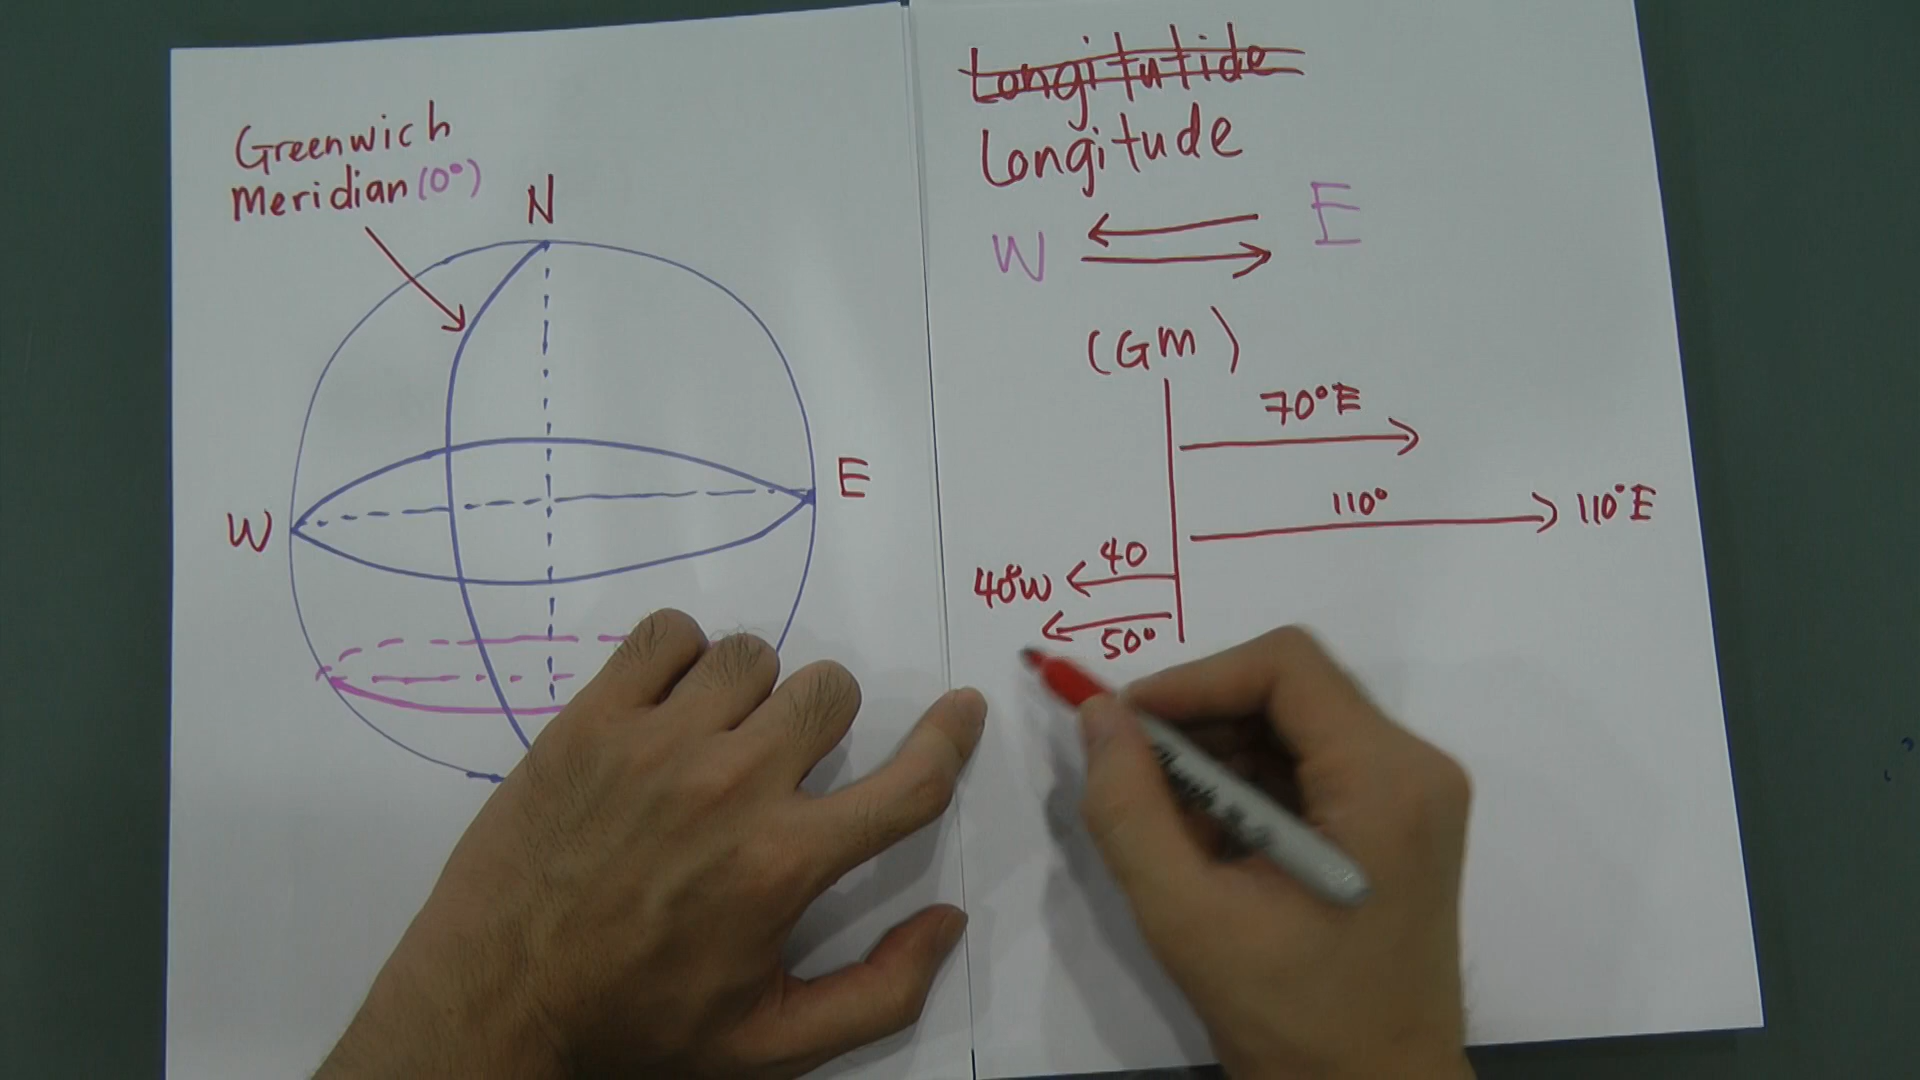 Greenwich
Meridian (0°)
N
W
E
Longitutide
Longitude
W
E
(GM)
70°E
110°
110°E
40
40°W
50°